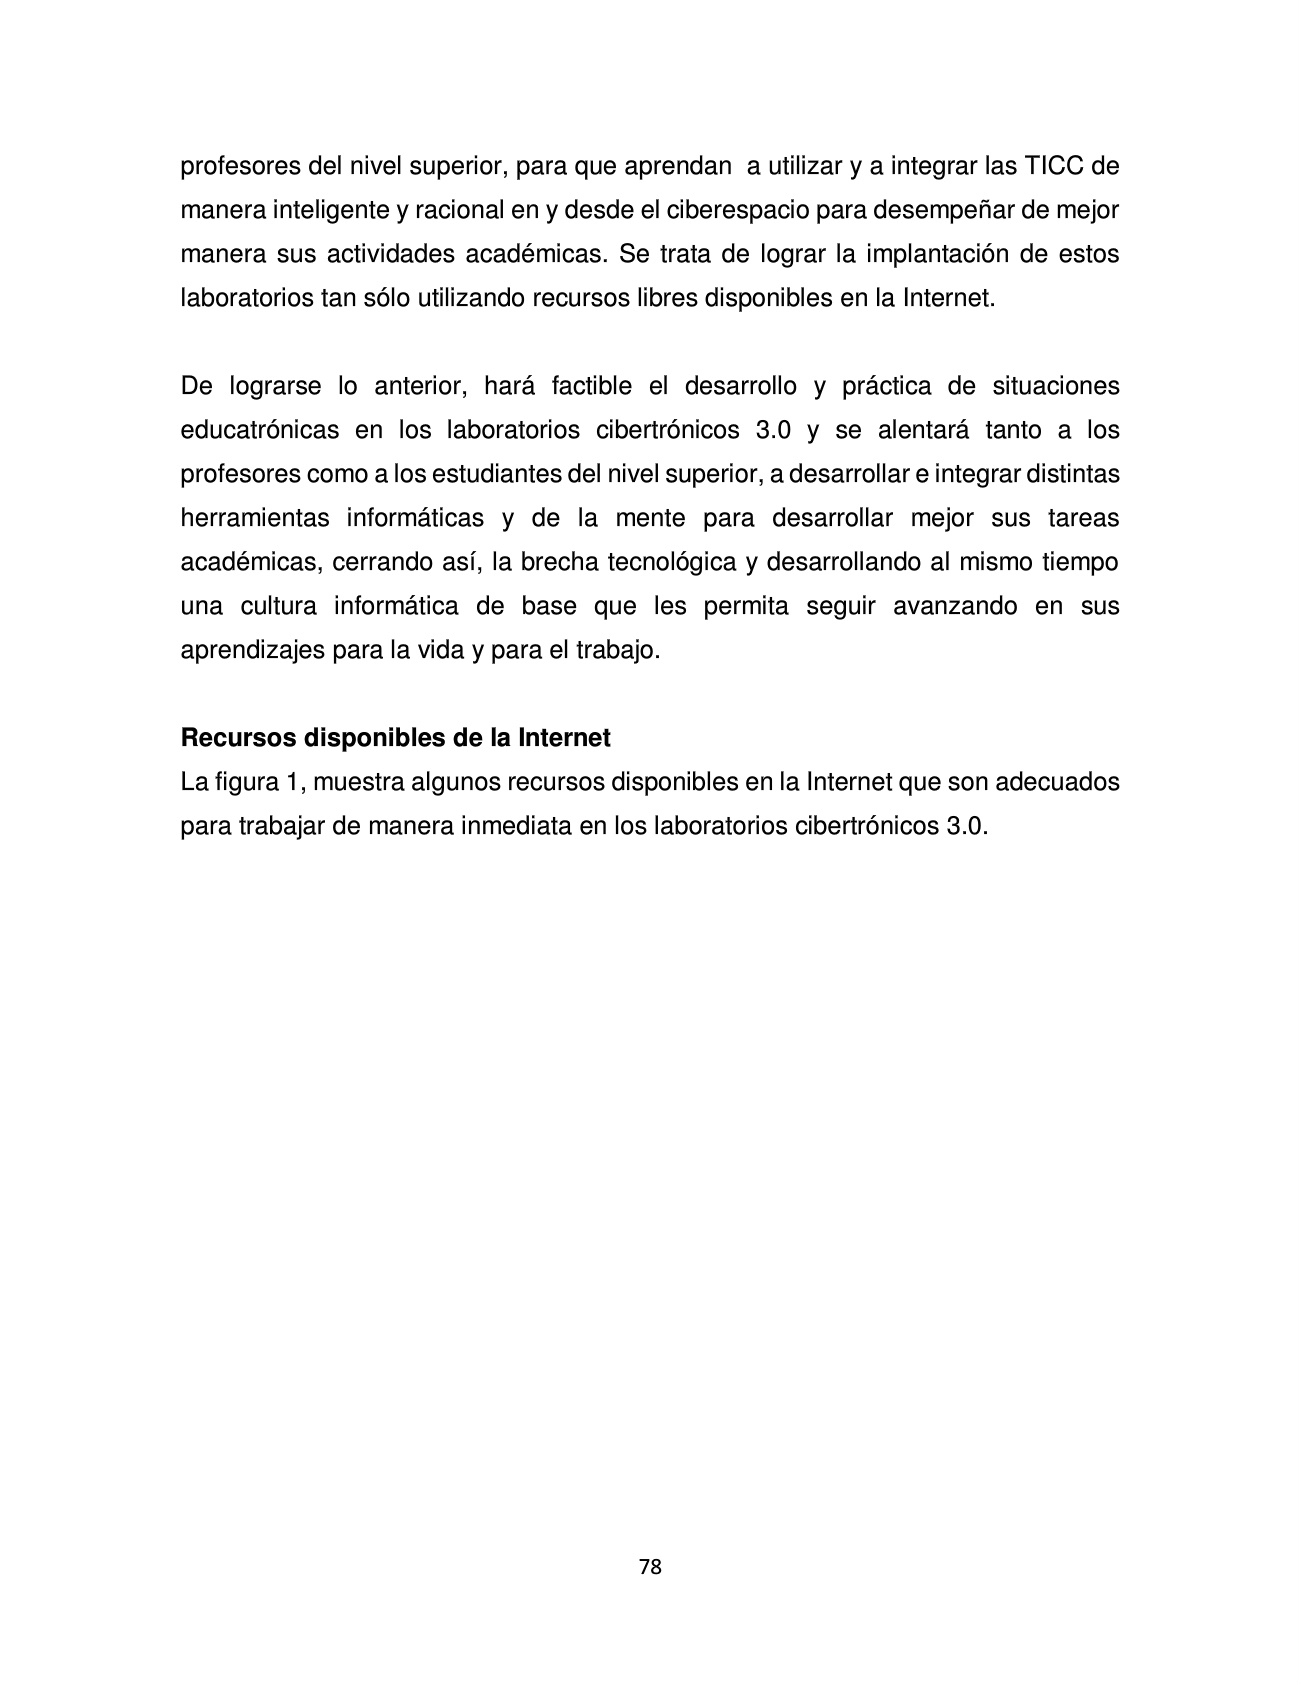 profesores del nivel superior, para que aprendan  a utilizar y a integrar las TICC de
manera inteligente y racional en y desde el ciberespacio para desempeñar de mejor
manera sus actividades académicas. Se trata de lograr la implantación de estos
laboratorios tan sólo utilizando recursos libres disponibles en la Internet.
De lograrse lo anterior, hará factible el desarrollo y práctica de situaciones
educatrónicas en los laboratorios cibertrónicos 3.0 y se alentará tanto a los
profesores como a los estudiantes del nivel superior, a desarrollar e integrar distintas
herramientas informáticas y de la mente para desarrollar mejor sus tareas
académicas, cerrando así, la brecha tecnológica y desarrollando al mismo tiempo
una cultura informática de base que les permita seguir avanzando en sus
aprendizajes para la vida y para el trabajo.
Recursos disponibles de la Internet
La figura 1, muestra algunos recursos disponibles en la Internet que son adecuados
para trabajar de manera inmediata en los laboratorios cibertrónicos 3.0.
78